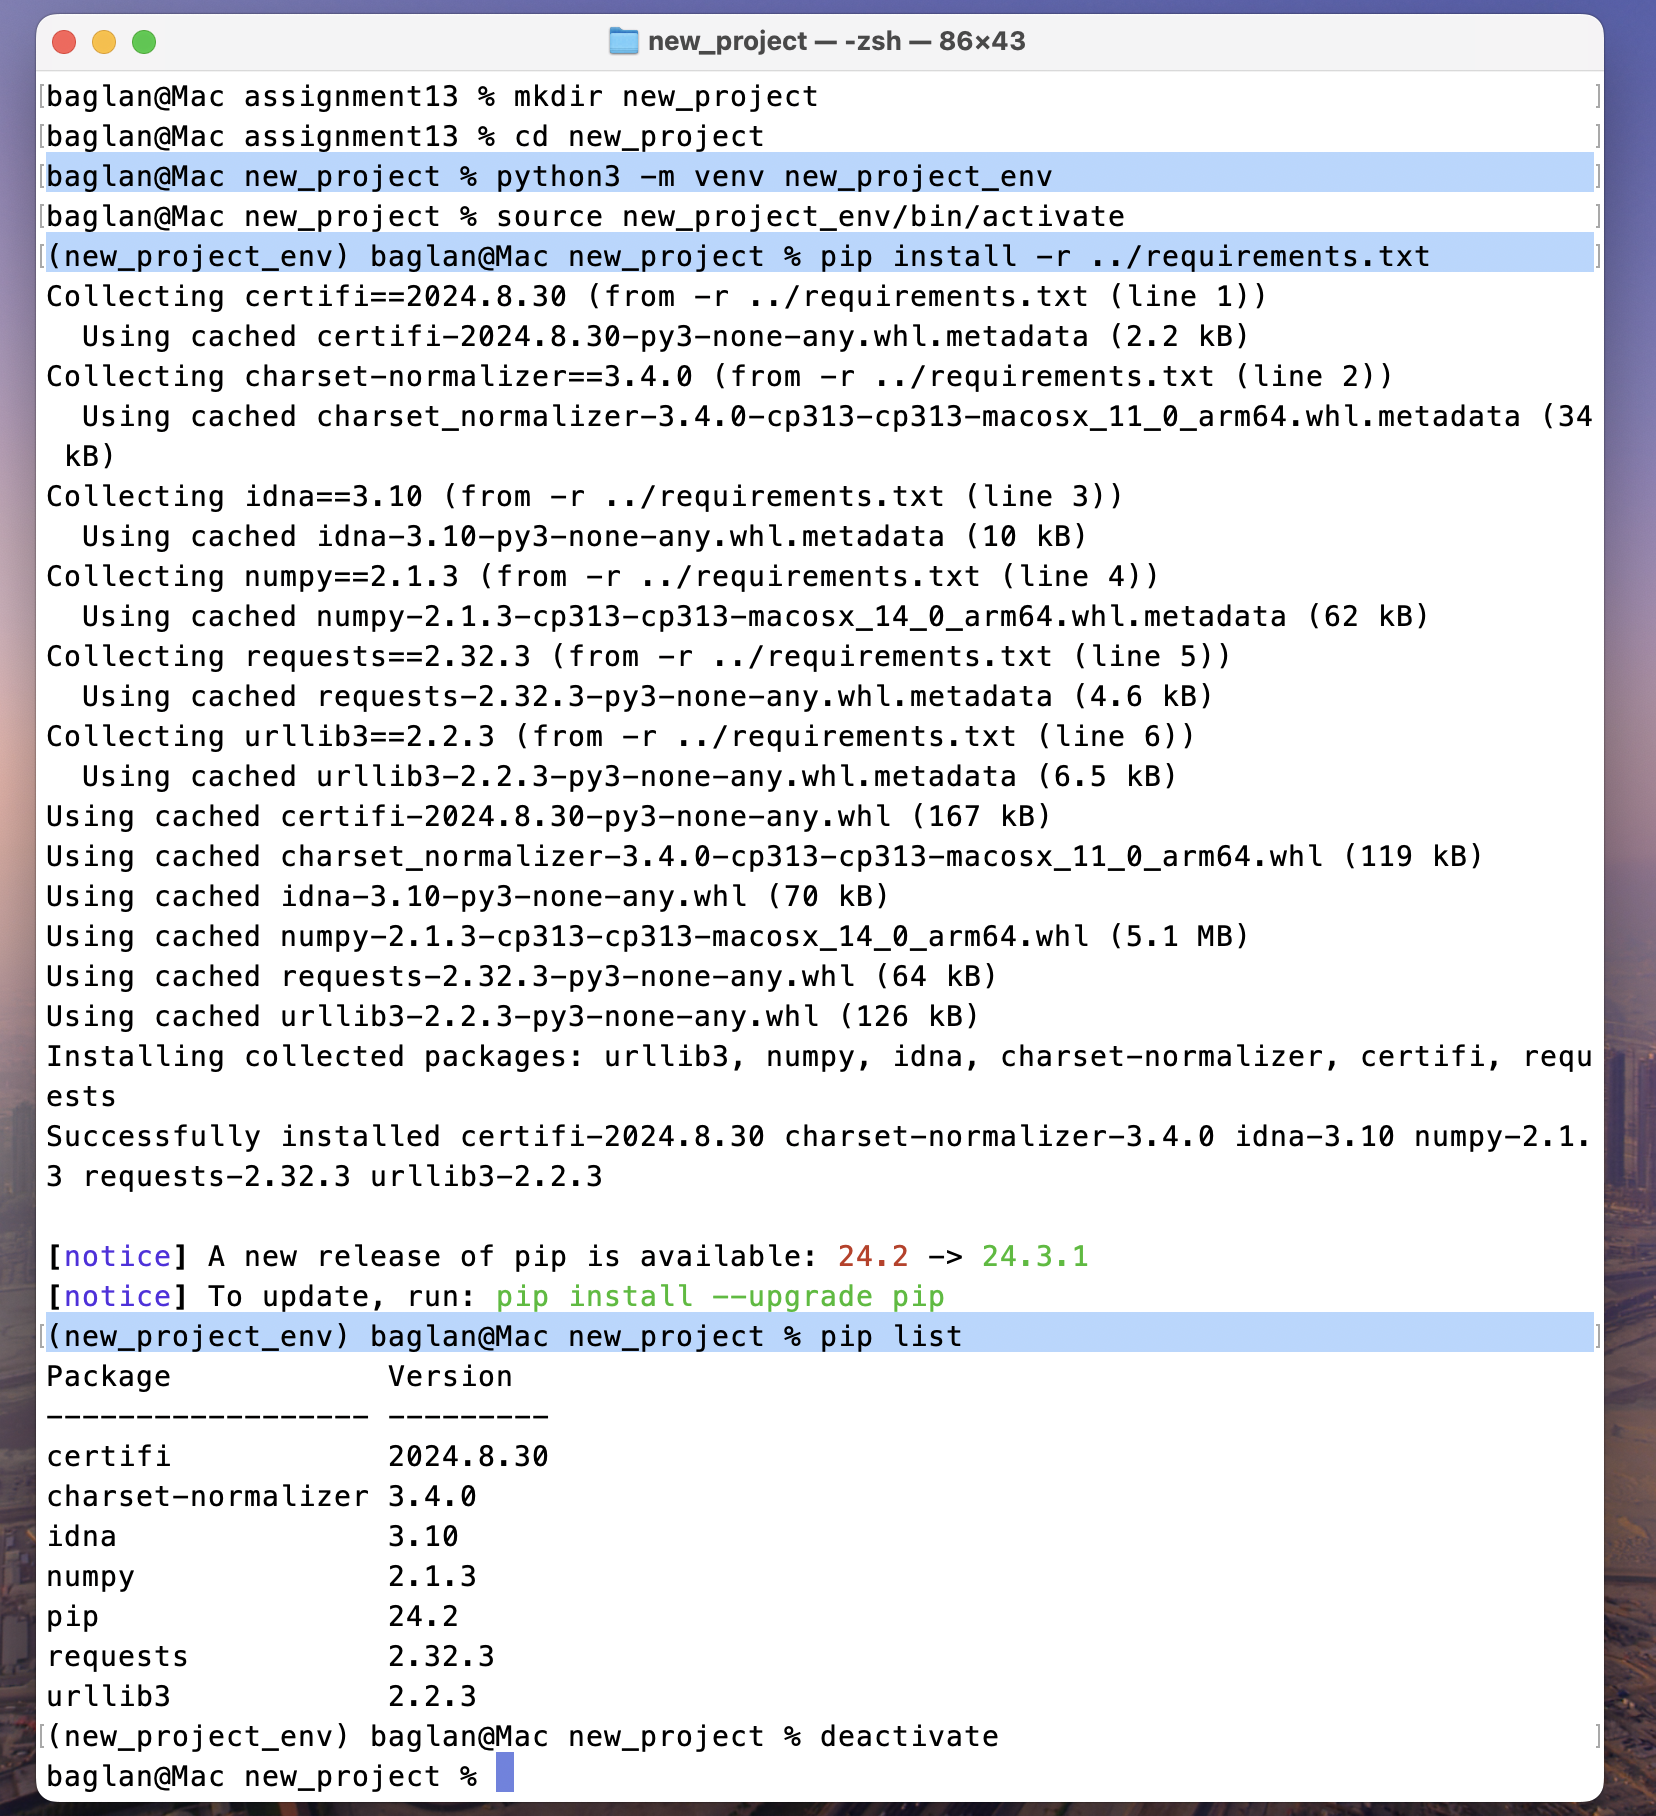 new_project — -zsh — 86×43
baglan@Mac assignment13 % mkdir new_project
baglan@Mac assignment13 % cd new_project
baglan@Mac new_project % python3 -m venv new_project_env
baglan@Mac new_project % source new_project_env/bin/activate
(new_project_env) baglan@Mac new_project % pip install -r ../requirements.txt
Collecting certifi==2024.8.30 (from -r ../requirements.txt (line 1))
  Using cached certifi-2024.8.30-py3-none-any.whl.metadata (2.2 kB)
Collecting charset-normalizer==3.4.0 (from -r ../requirements.txt (line 2))
  Using cached charset_normalizer-3.4.0-cp313-cp313-macosx_11_0_arm64.whl.metadata (34
 kB)
Collecting idna==3.10 (from -r ../requirements.txt (line 3))
  Using cached idna-3.10-py3-none-any.whl.metadata (10 kB)
Collecting numpy==2.1.3 (from -r ../requirements.txt (line 4))
  Using cached numpy-2.1.3-cp313-cp313-macosx_14_0_arm64.whl.metadata (62 kB)
Collecting requests==2.32.3 (from -r ../requirements.txt (line 5))
  Using cached requests-2.32.3-py3-none-any.whl.metadata (4.6 kB)
Collecting urllib3==2.2.3 (from -r ../requirements.txt (line 6))
  Using cached urllib3-2.2.3-py3-none-any.whl.metadata (6.5 kB)
Using cached certifi-2024.8.30-py3-none-any.whl (167 kB)
Using cached charset_normalizer-3.4.0-cp313-cp313-macosx_11_0_arm64.whl (119 kB)
Using cached idna-3.10-py3-none-any.whl (70 kB)
Using cached numpy-2.1.3-cp313-cp313-macosx_14_0_arm64.whl (5.1 MB)
Using cached requests-2.32.3-py3-none-any.whl (64 kB)
Using cached urllib3-2.2.3-py3-none-any.whl (126 kB)
Installing collected packages: urllib3, numpy, idna, charset-normalizer, certifi, requ
ests
Successfully installed certifi-2024.8.30 charset-normalizer-3.4.0 idna-3.10 numpy-2.1.
3 requests-2.32.3 urllib3-2.2.3

[notice] A new release of pip is available: 24.2 -> 24.3.1
[notice] To update, run: pip install --upgrade pip
(new_project_env) baglan@Mac new_project % pip list
Package            Version
------------------ ---------
certifi            2024.8.30
charset-normalizer 3.4.0
idna               3.10
numpy              2.1.3
pip                24.2
requests           2.32.3
urllib3            2.2.3
(new_project_env) baglan@Mac new_project % deactivate
baglan@Mac new_project %